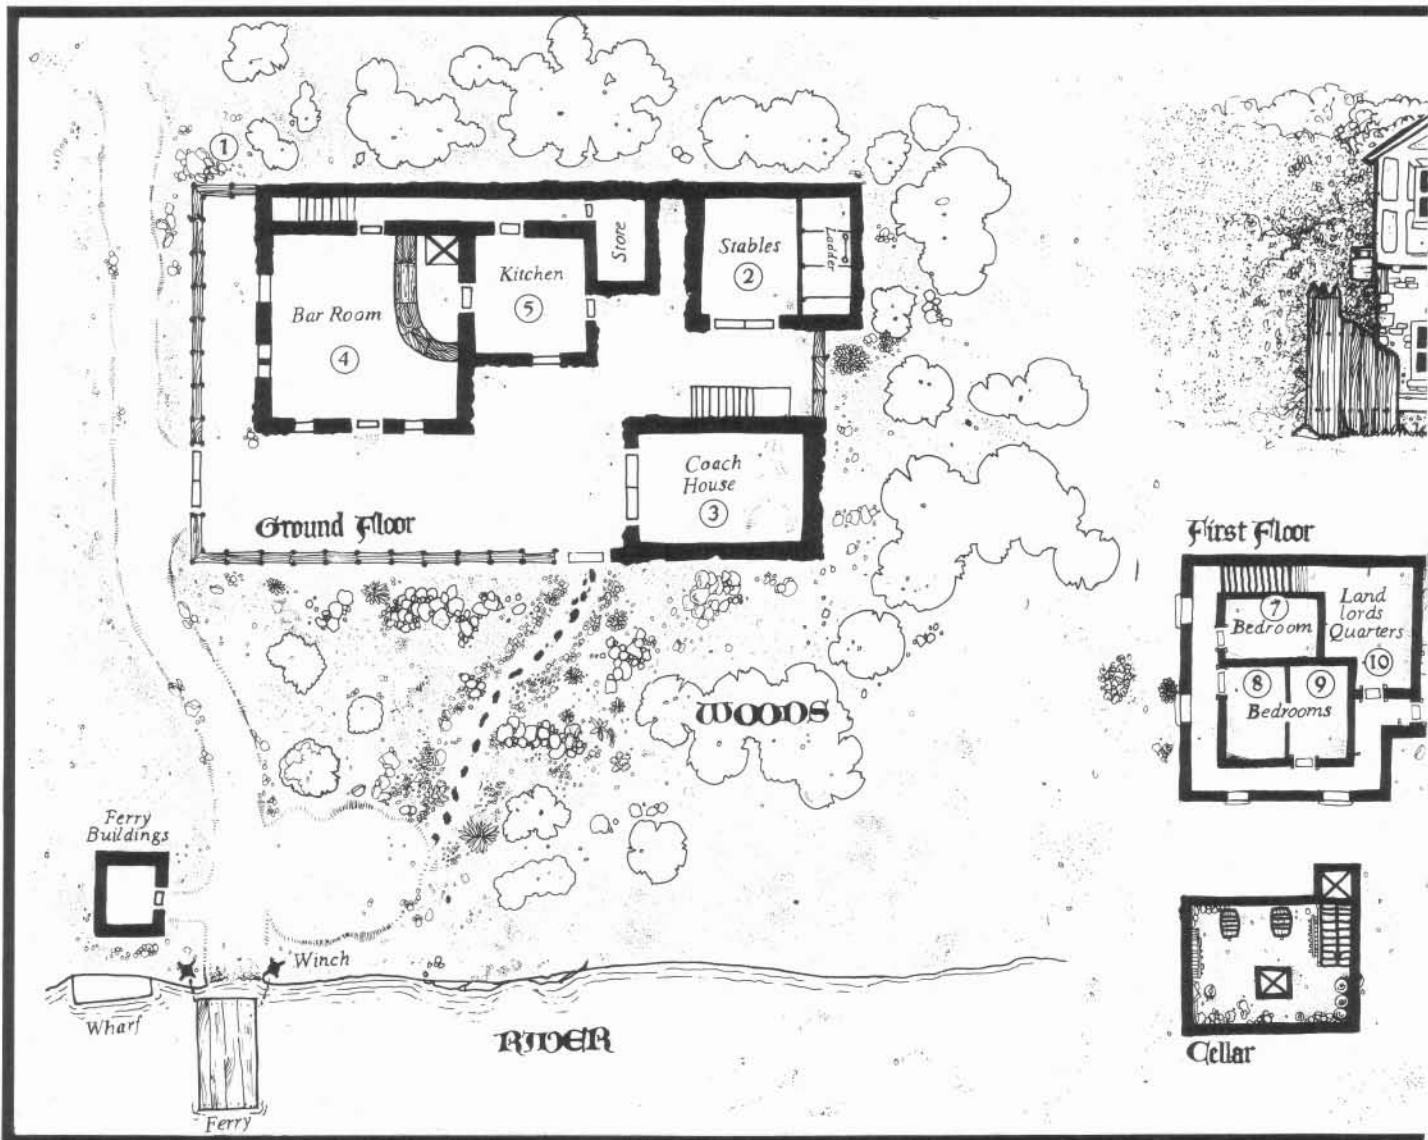 1
Store
Stables
2
Ladder
Kitchen
5
Bar Room
4
Coach
House
3
Ground Floor
First Floor
7
Bedroom
Land
lords
Quarters
10
8
9
Bedrooms
WOODS
Ferry
Buildings
Winch
Wharf
RIVER
Ferry
Cellar